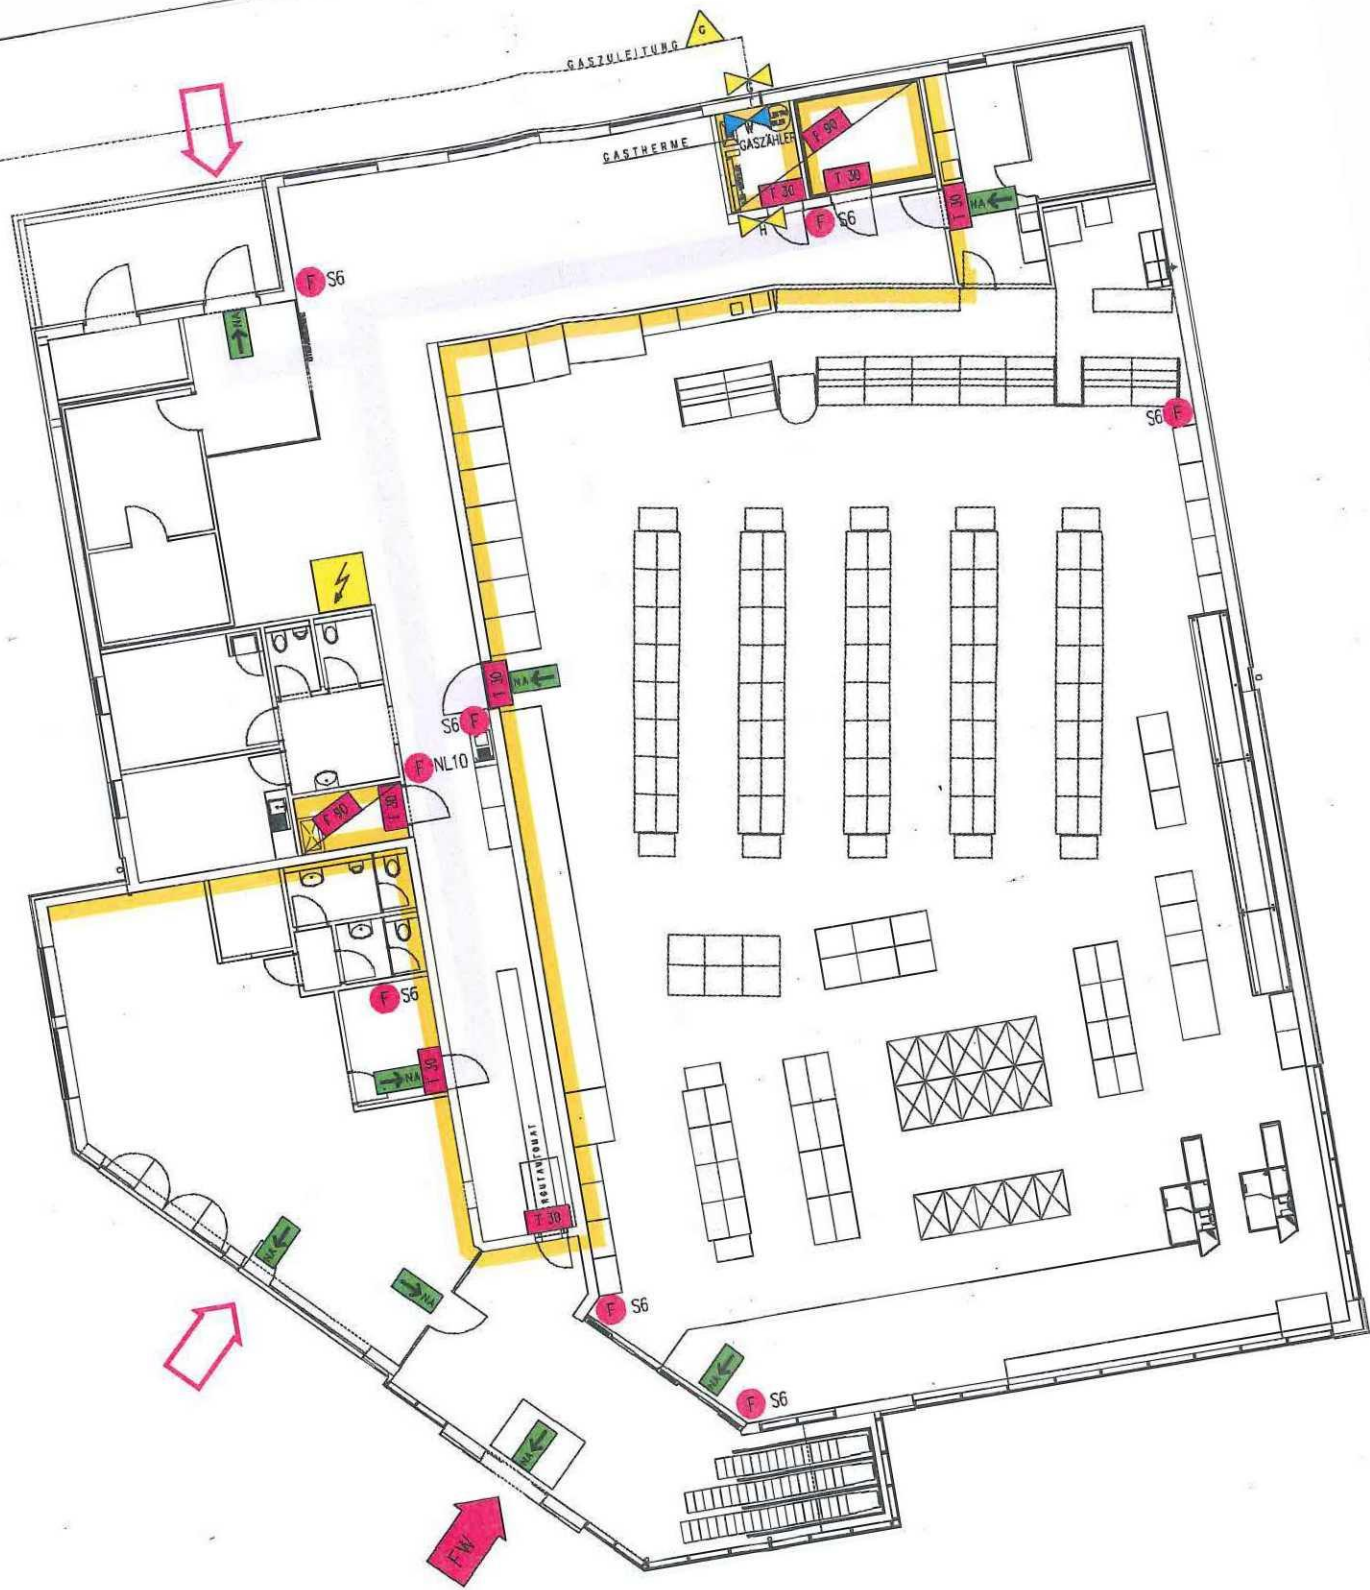 G
GASZULEITUNG
G
W
GASZÄHLER
GASTHERME
F 90
T 30
T 30
T 30
NA
H
F S6
F S6
NA
S6 F
T 30
NA
S6 F
F NL10
F 90
T 30
F S6
NA
T 30
T 30
NA
NA
F S6
NA
F S6
NA
FW